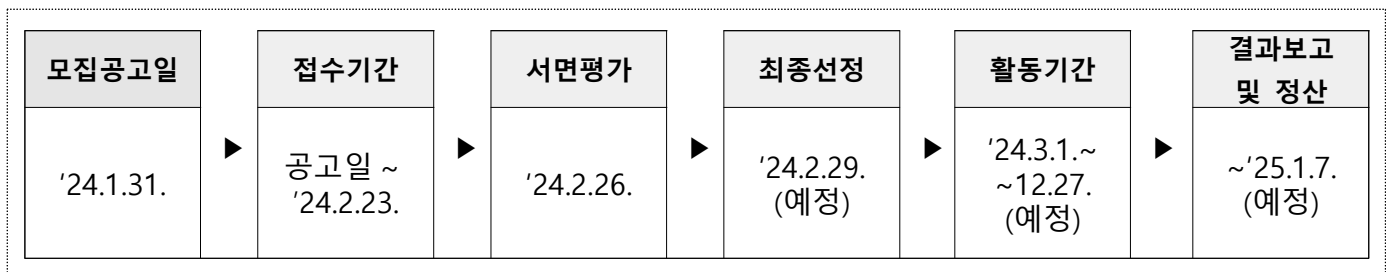 모집공고일
'24.1.31.
▶
접수기간
공고일 ~
'24.2.23.
▶
서면평가
'24.2.26.
▶
최종선정
'24.2.29.
(예정)
▶
활동기간
'24.3.1.~
~12.27.
(예정)
▶
결과보고
및 정산
~'25.1.7.
(예정)